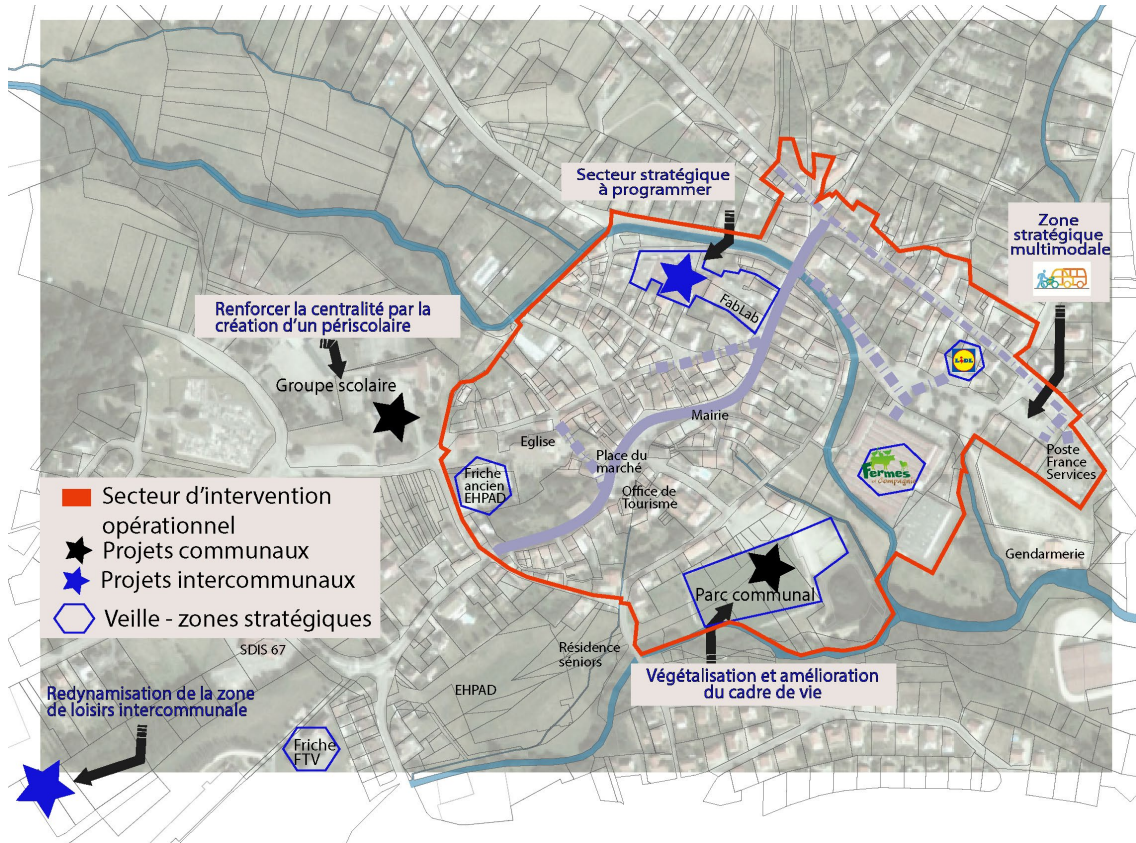 Secteur stratégique
à programmer
Zone
stratégique
multimodale
Renforcer la centralité par la
création d'un périscolaire
Groupe scolaire
FabLab
LiDL
Mairie
Eglise
Place du
marché
Office de
Tourisme
Friche
ancien
EHPAD
Fermes
et Compagnie
Poste
France
Services
Gendarmerie
Parc communal
Secteur d'intervention
opérationnel
Projets communaux
Projets intercommunaux
Veille - zones stratégiques
SDIS 67
Résidence
séniors
EHPAD
Végétalisation et amélioration
du cadre de vie
Redynamisation de la zone
de loisirs intercommunale
Friche
FTV